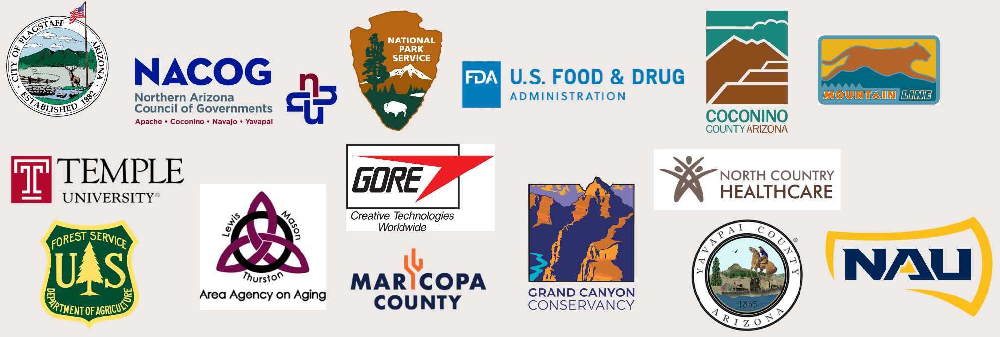 CITY OF FLAGSTAFF ARIZONA
• ESTABLISHED 1882 •
NACOG
Northern Arizona
Council of Governments
Apache • Coconino • Navajo • Yavapai
n
u
NATIONAL
PARK
SERVICE
FDA
U.S. FOOD & DRUG
ADMINISTRATION
COCONINO
COUNTY ARIZONA
MOUNTAIN LINE
T
TEMPLE
UNIVERSITY®
GORE
Creative Technologies
Worldwide
NORTH COUNTRY
HEALTHCARE
FOREST SERVICE
U S
DEPARTMENT OF AGRICULTURE
Lewis
Mason
Thurston
Area Agency on Aging
MARICOPA
COUNTY
GRAND CANYON
CONSERVANCY
YAVAPAI COUNTY
®
1865
ARIZONA
NAU